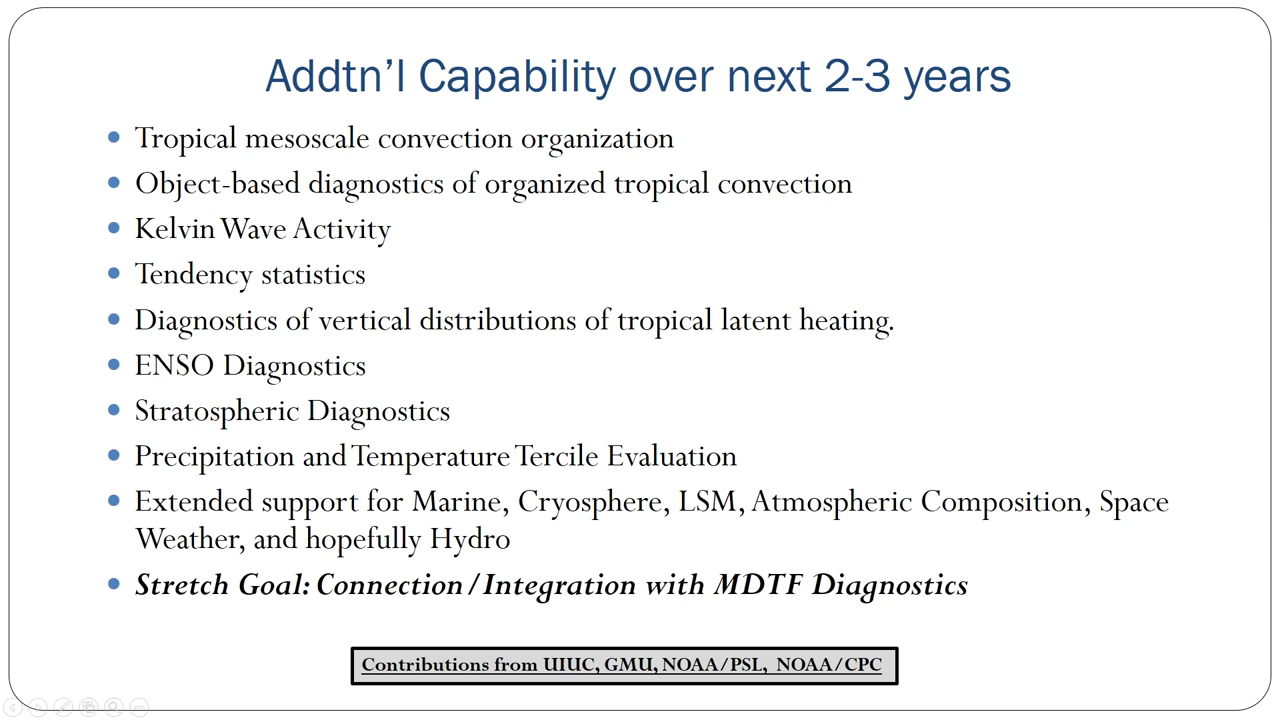 Addtn’l Capability over next 2-3 years
Tropical mesoscale convection organization
Object-based diagnostics of organized tropical convection
Kelvin Wave Activity
Tendency statistics
Diagnostics of vertical distributions of tropical latent heating.
ENSO Diagnostics
Stratospheric Diagnostics
Precipitation and Temperature Tercile Evaluation
Extended support for Marine, Cryosphere, LSM, Atmospheric Composition, Space
Weather, and hopefully Hydro
Stretch Goal: Connection/Integration with MDTF Diagnostics
Contributions from UIUC, GMU, NOAA/PSL, NOAA/CPC